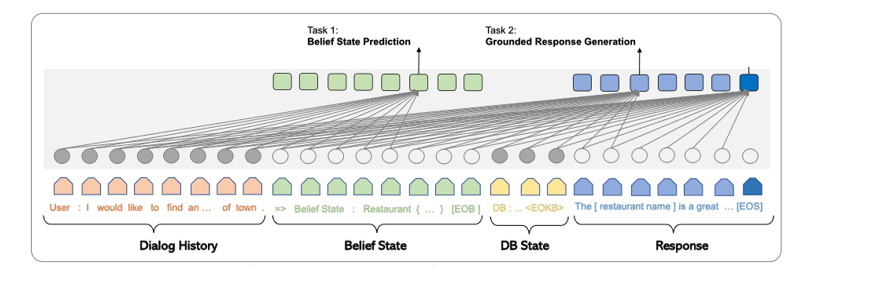 Task 1:
Belief State Prediction
Task 2:
Grounded Response Generation
User : I would like to find an ... of town .
=> Belief State : Restaurant { ... } [EOB ]
DB : ... <EOKB>
The [ restaurant name ] is a great ... [EOS]
Dialog History
Belief State
DB State
Response